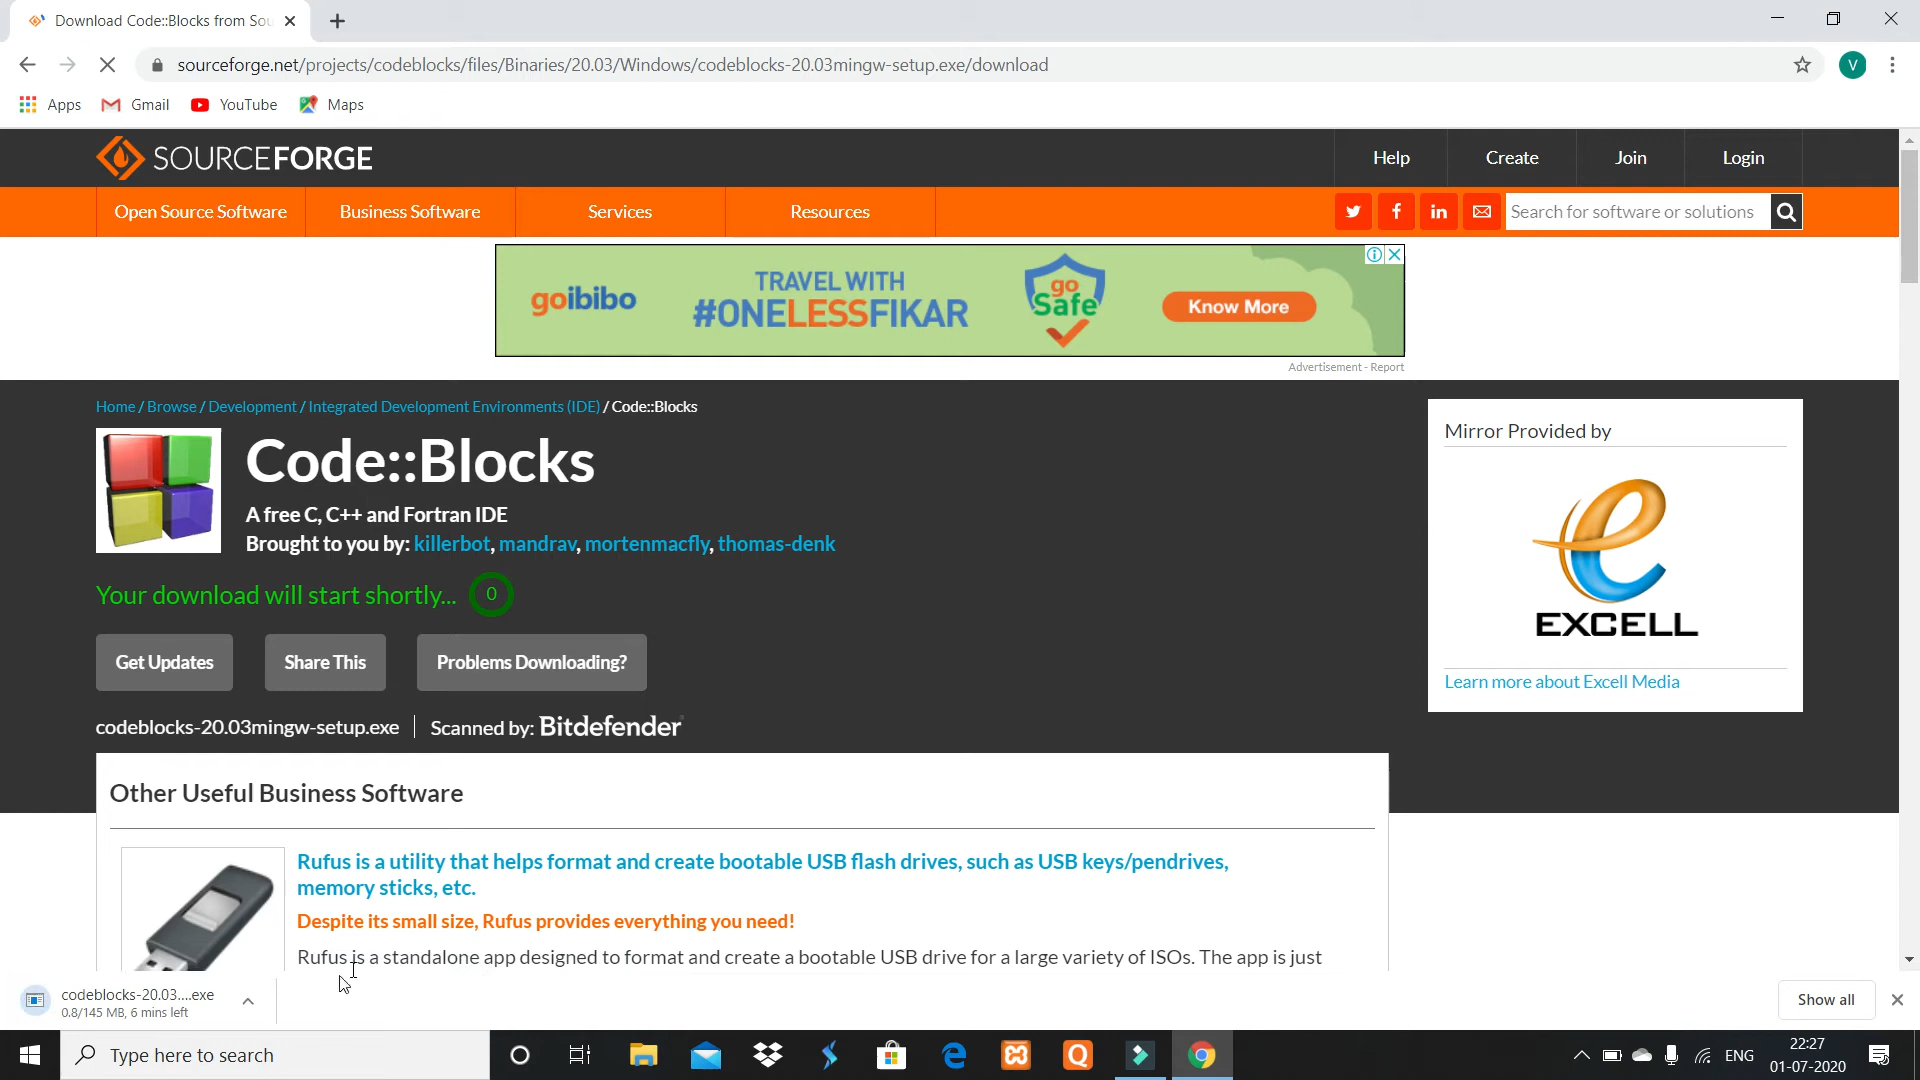 Download Code::Blocks from Sou
sourceforge.net/projects/codeblocks/files/Binaries/20.03/Windows/codeblocks-20.03mingw-setup.exe/download
V
Apps
Gmail
YouTube
Maps
SOURCEFORGE
Help
Create
Join
Login
Open Source Software
Business Software
Services
Resources
Search for software or solutions
goibibo
TRAVEL WITH
#ONELESSFIKAR
go
Safe
Know More
Advertisement - Report
Home / Browse / Development / Integrated Development Environments (IDE) / Code::Blocks
Code::Blocks
A free C, C++ and Fortran IDE
Brought to you by: killerbot, mandrav, mortenmacfly, thomas-denk
Your download will start shortly... 0
Get Updates
Share This
Problems Downloading?
codeblocks-20.03mingw-setup.exe
Scanned by: Bitdefender
Mirror Provided by
EXCELL
Learn more about Excell Media
Other Useful Business Software
Rufus is a utility that helps format and create bootable USB flash drives, such as USB keys/pendrives,
memory sticks, etc.
Despite its small size, Rufus provides everything you need!
Rufus is a standalone app designed to format and create a bootable USB drive for a large variety of ISOs. The app is just
codeblocks-20.03....exe
0.8/145 MB, 6 mins left
Show all
Type here to search
ENG
22:27
01-07-2020